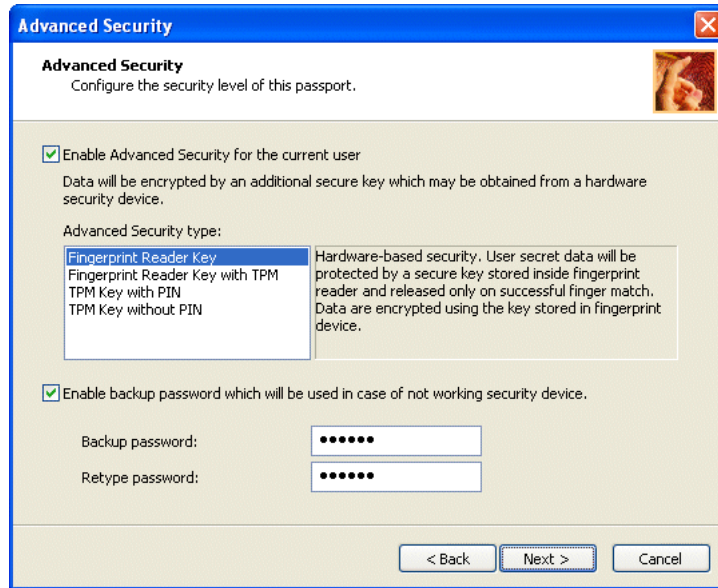 Advanced Security
Advanced Security
Configure the security level of this passport.
Enable Advanced Security for the current user
Data will be encrypted by an additional secure key which may be obtained from a hardware
security device.
Advanced Security type:
Fingerprint Reader Key
Fingerprint Reader Key with TPM
TPM Key with PIN
TPM Key without PIN
Hardware-based security. User secret data will be
protected by a secure key stored inside fingerprint
reader and released only on successful finger match.
Data are encrypted using the key stored in fingerprint
device.
Enable backup password which will be used in case of not working security device.
Backup password: ●●●●●●
Retype password: ●●●●●●
< Back Next > Cancel